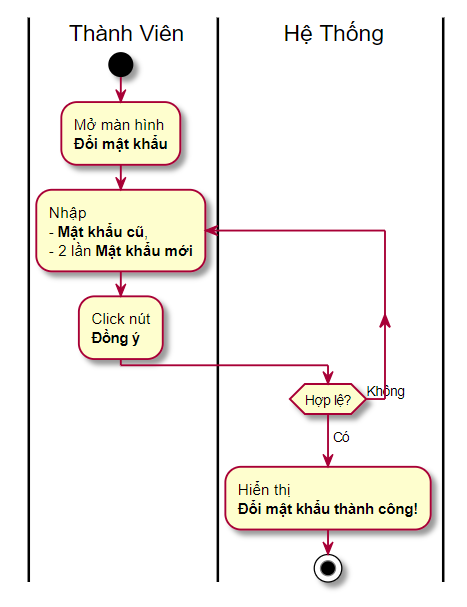 Thành Viên
Hệ Thống
Mở màn hình
Đổi mật khẩu
Nhập
- Mật khẩu cũ,
- 2 lần Mật khẩu mới
Click nút
Đồng ý
Hợp lệ?
Không
Có
Hiển thị
Đổi mật khẩu thành công!